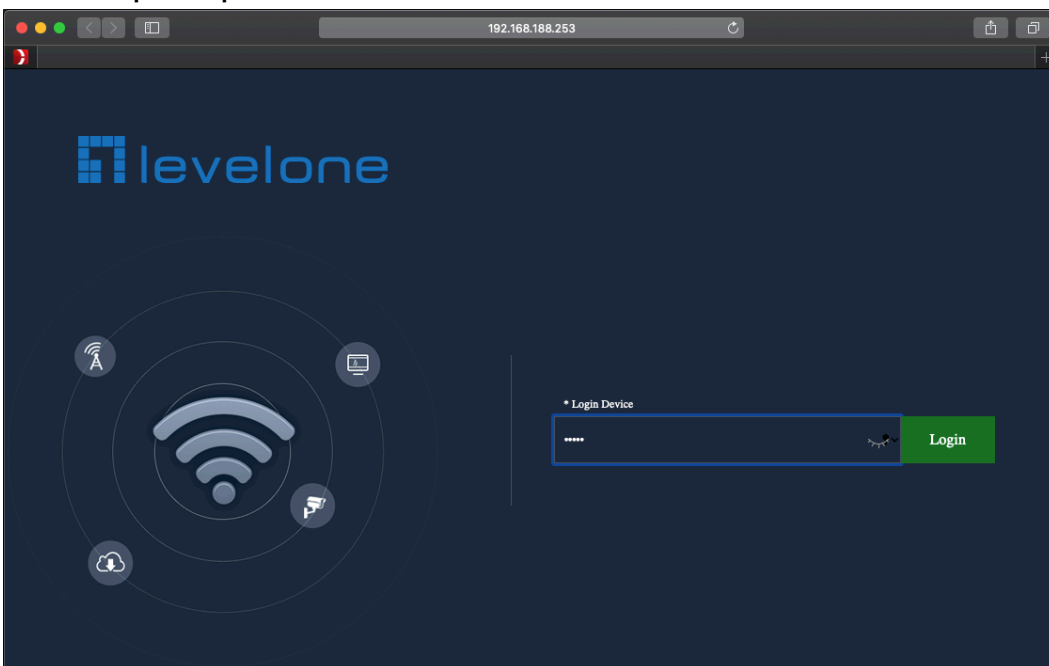 192.168.188.253
levelone
* Login Device
•••••
Login